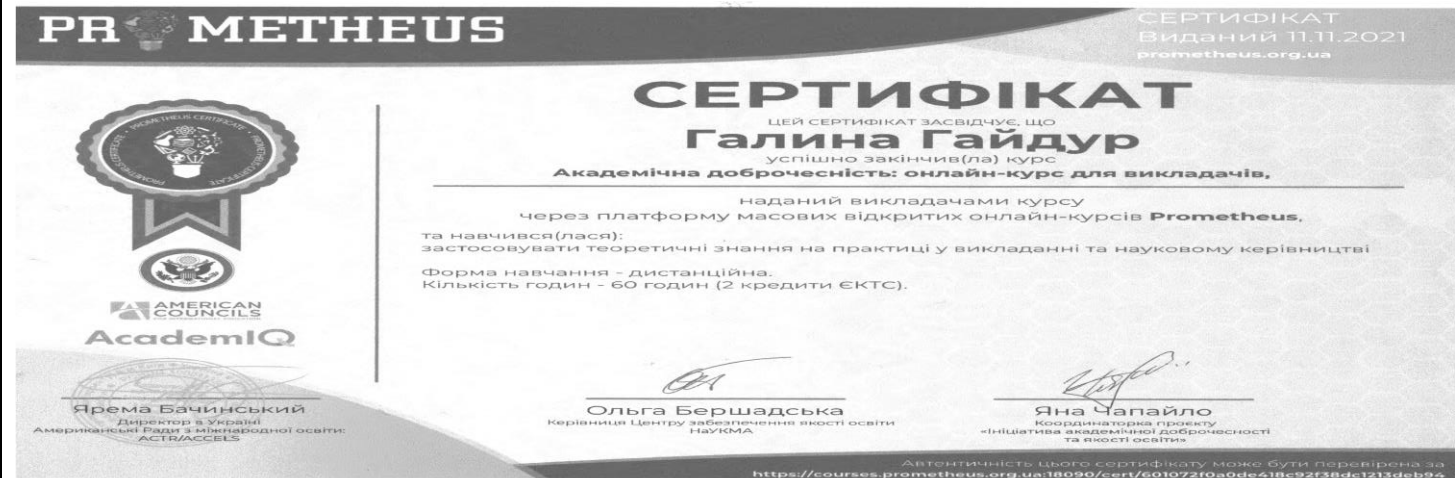 PROMETHEUS
СЕРТИФІКАТ
Виданий 11.11.2021
prometheus.org.ua
СЕРТИФІКАТ
ЦЕЙ СЕРТИФІКАТ ЗАСВІДЧУЄ, ЩО
Галина Гайдур
успішно закінчив(ла) курс
Академічна доброчесність: онлайн-курс для викладачів,
наданий викладачами курсу
через платформу масових відкритих онлайн-курсів Prometheus,
та навчився(лася):
застосовувати теоретичні знання на практиці у викладанні та науковому керівництві
Форма навчання - дистанційна.
Кількість годин - 60 годин (2 кредити ЄКТС).
PROMETHEUS CERTIFICATE
AMERICAN
COUNCILS
AcademIQ
Ярема Бачинський
Директор в Україні
Американські Ради з міжнародної освіти:
ACTR/ACCELS
Ольга Бершадська
Керівниця Центру забезпечення якості освіти
НаУКМА
Яна Чапайло
Координаторка проєкту
«Ініціатива академічної доброчесності
та якості освіти»
Автентичність цього сертифікату може бути перевірена за
https://courses.prometheus.org.ua:18090/cert/601072f0a0de418c92f38dc1213deb94